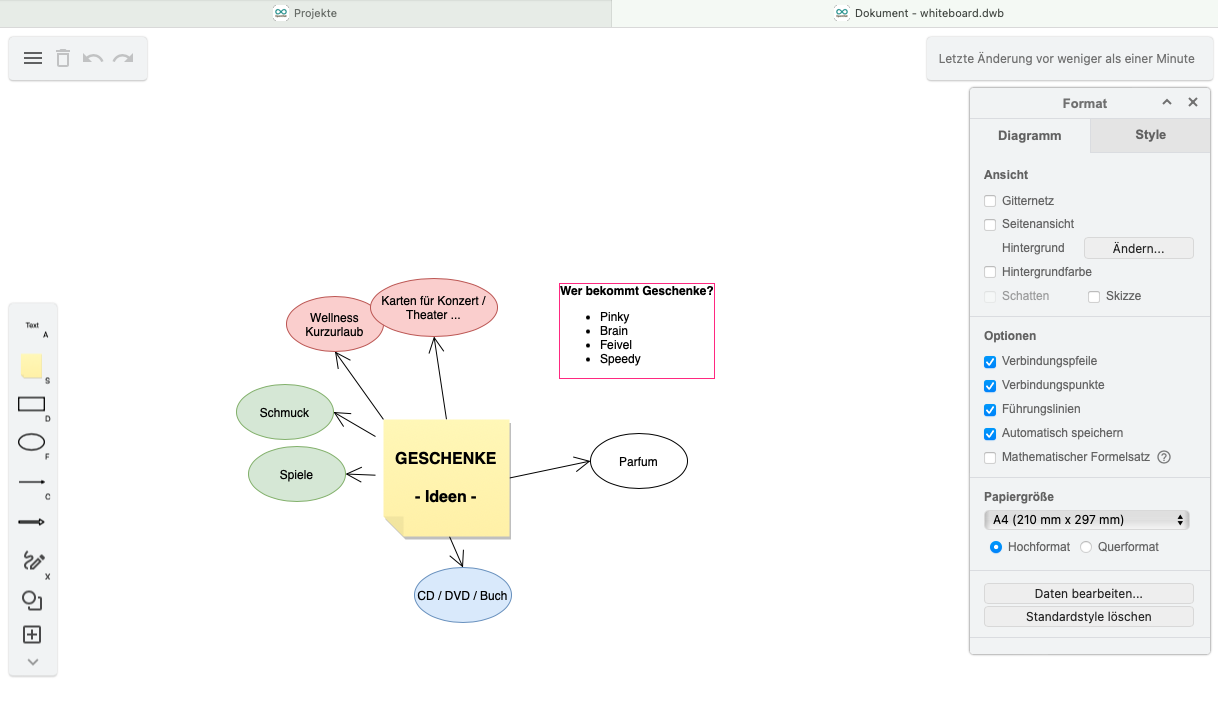 Projekte
Dokument - whiteboard.dwb
Letzte Änderung vor weniger als einer Minute
Format
Diagramm
Style
Ansicht
Gitternetz
Seitenansicht
Hintergrund
Ändern...
Hintergrundfarbe
Schatten
Skizze
Optionen
Verbindungspfeile
Verbindungspunkte
Führungslinien
Automatisch speichern
Mathematischer Formelsatz ?
Papiergröße
A4 (210 mm x 297 mm)
Hochformat
Querformat
Daten bearbeiten...
Standardstyle löschen
Text
A
S
D
F
C
X
Wellness
Kurzurlaub
Karten für Konzert /
Theater ...
Wer bekommt Geschenke?
• Pinky
• Brain
• Feivel
• Speedy
Schmuck
Spiele
GESCHENKE
- Ideen -
Parfum
CD / DVD / Buch